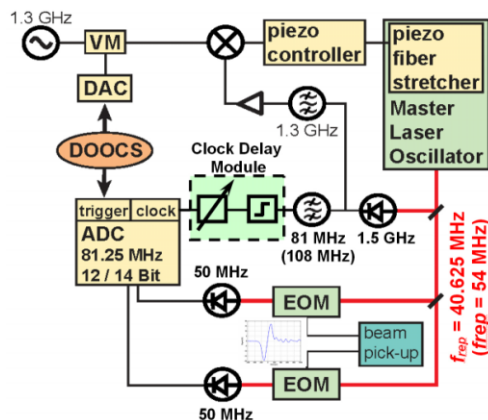 1.3 GHz
VM
DAC
DOOCS
piezo
controller
piezo
fiber
stretcher
Master
Laser
Oscillator
1.3 GHz
Clock Delay
Module
trigger
clock
ADC
81.25 MHz
12 / 14 Bit
81 MHz
(108 MHz)
1.5 GHz
50 MHz
EOM
beam
pick-up
50 MHz
EOM
frep = 40.625 MHz
(frep = 54 MHz)